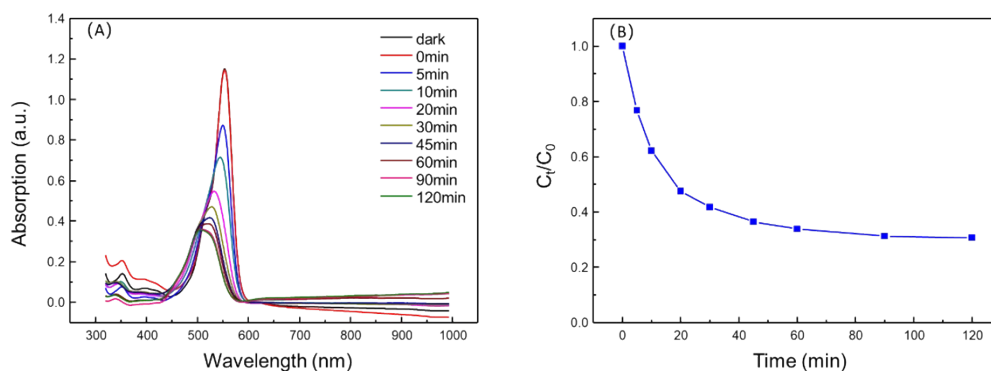 (A)
1.4
1.2
1.0
0.8
0.6
0.4
0.2
0.0
Absorption (a.u.)
300 400 500 600 700 800 900 1000
Wavelength (nm)
dark
0min
5min
10min
20min
30min
45min
60min
90min
120min
(B)
1.0
0.8
0.6
0.4
0.2
0.0
Ct/C0
0 20 40 60 80 100 120
Time (min)